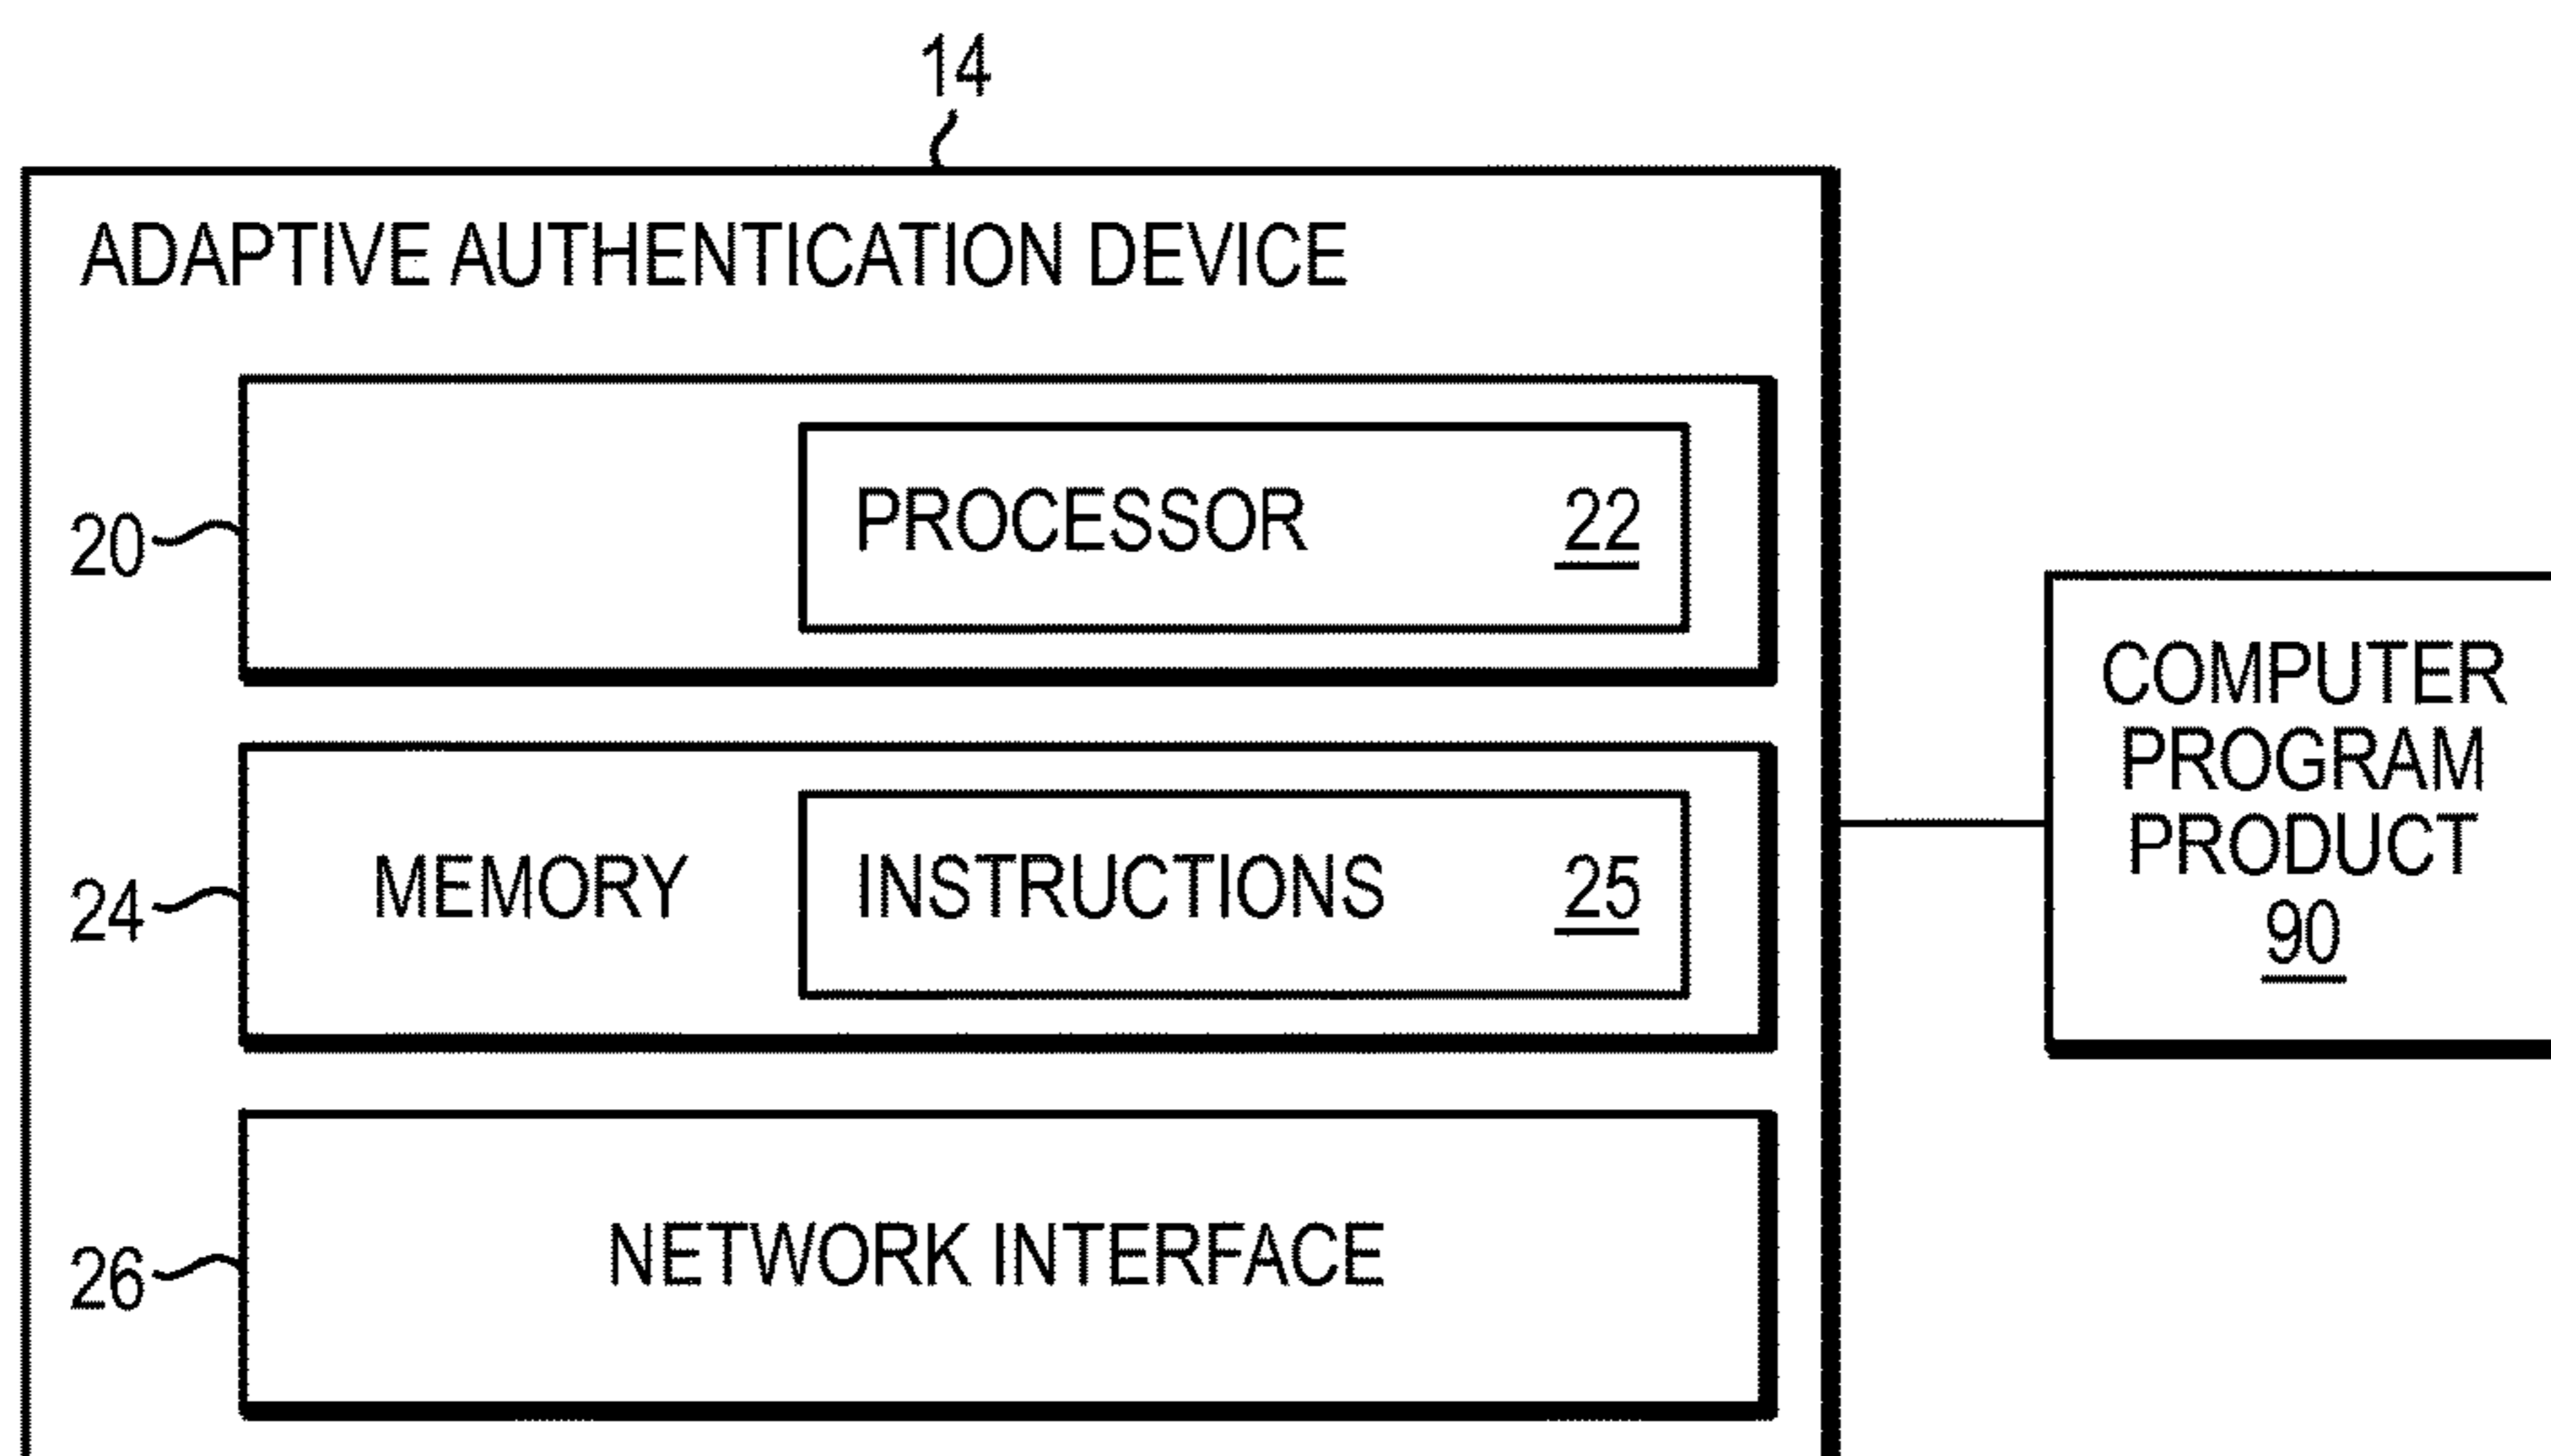 14
ADAPTIVE AUTHENTICATION DEVICE
20
PROCESSOR 22
24
MEMORY
INSTRUCTIONS 25
26
NETWORK INTERFACE
COMPUTER
PROGRAM
PRODUCT
90